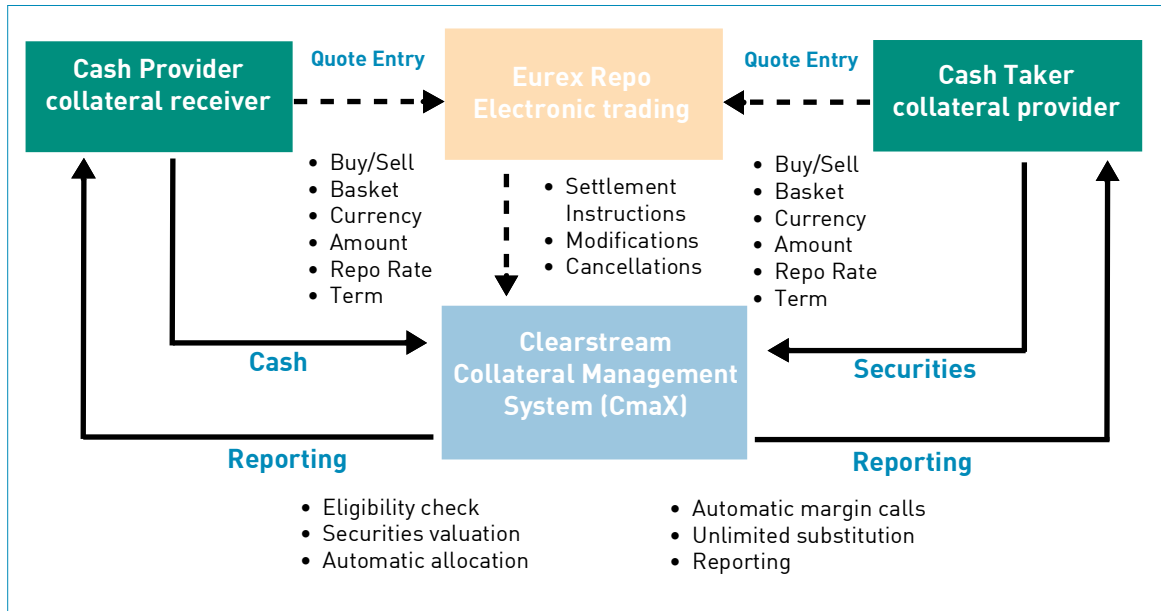 Cash Provider
collateral receiver
Quote Entry
Eurex Repo
Electronic trading
Quote Entry
Cash Taker
collateral provider
• Buy/Sell
• Basket
• Currency
• Amount
• Repo Rate
• Term
• Settlement
Instructions
• Modifications
• Cancellations
• Buy/Sell
• Basket
• Currency
• Amount
• Repo Rate
• Term
Cash
Clearstream
Collateral Management
System (CmaX)
Securities
Reporting
Reporting
• Eligibility check
• Securities valuation
• Automatic allocation
• Automatic margin calls
• Unlimited substitution
• Reporting